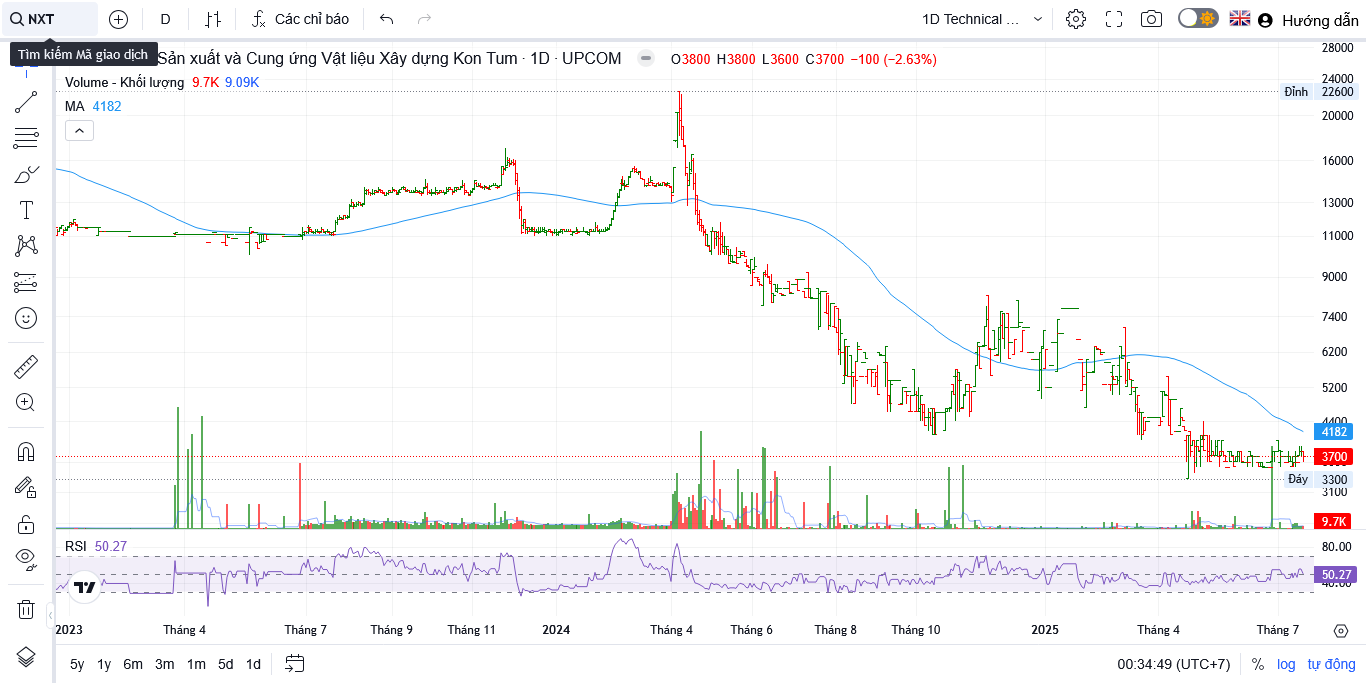 NXT D Các chỉ báo 1D Technical ... Hướng dẫn
Tìm kiếm Mã giao dịch
Sản xuất và Cung ứng Vật liệu Xây dựng Kon Tum · 1D · UPCOM O3800 H3800 L3600 C3700 −100 (−2.63%)
Volume - Khối lượng 9.7K 9.09K
MA 4182
28000
24000
Đỉnh 22600
20000
16000
13000
11000
9000
7400
6200
5200
4400
4182
3700
Đáy 3300
3100
9.7K
RSI 50.27
80.00
50.27
40.00
2023 Tháng 4 Tháng 7 Tháng 9 Tháng 11 2024 Tháng 4 Tháng 6 Tháng 8 Tháng 10 2025 Tháng 4 Tháng 7
5y 1y 6m 3m 1m 5d 1d 00:34:49 (UTC+7) % log tự động